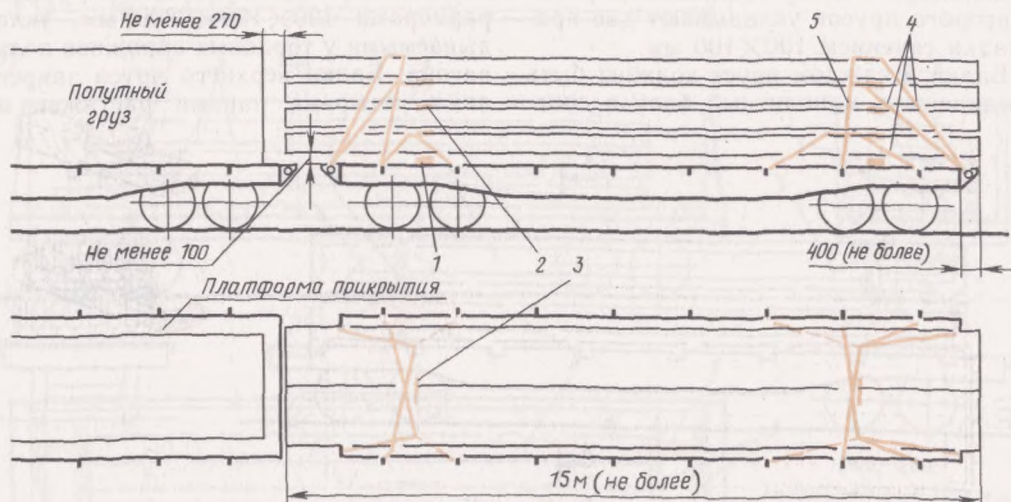 Не менее 270
Попутный
груз
5
4
Не менее 100
1
2
3
400 (не более)
Платформа прикрытия
15 м (не более)